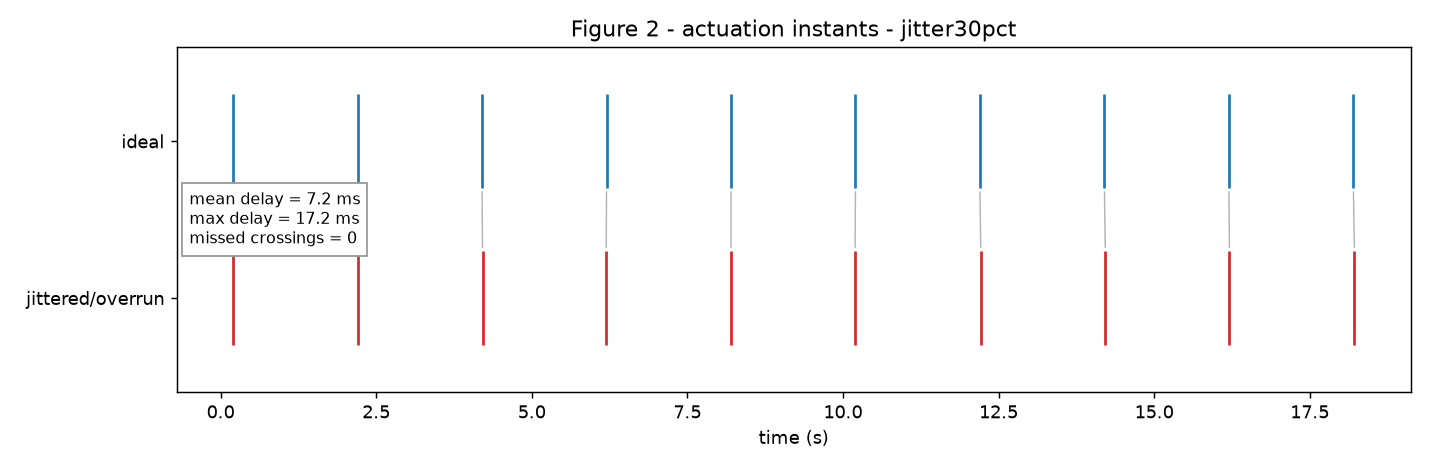 Figure 2 - actuation instants - jitter30pct
ideal
mean delay = 7.2 ms
max delay = 17.2 ms
missed crossings = 0
jittered/overrun
0.0 2.5 5.0 7.5 10.0 12.5 15.0 17.5
time (s)